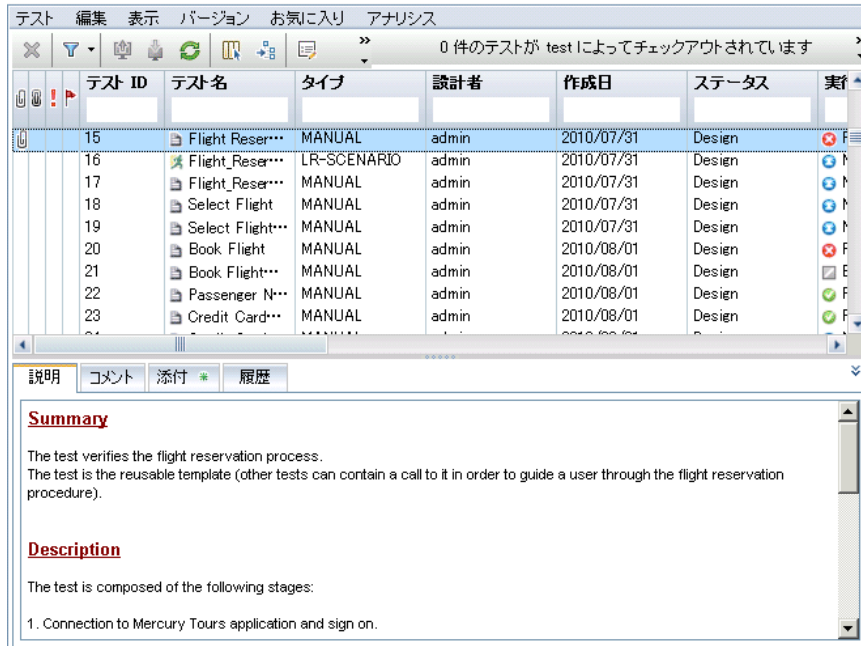 テスト 編集 表示 バージョン お気に入り アナリシス
0 件のテストが test によってチェックアウトされています
テスト ID テスト名 タイプ 設計者 作成日 ステータス 実行
15 Flight Reser… MANUAL admin 2010/07/31 Design
16 Flight_Reser… LR-SCENARIO admin 2010/07/31 Design
17 Flight_Reser… MANUAL admin 2010/07/31 Design
18 Select Flight MANUAL admin 2010/07/31 Design
19 Select Flight… MANUAL admin 2010/07/31 Design
20 Book Flight MANUAL admin 2010/08/01 Design
21 Book Flight… MANUAL admin 2010/08/01 Design
22 Passenger N… MANUAL admin 2010/08/01 Design
23 Credit Card… MANUAL admin 2010/08/01 Design
説明 コメント 添付 * 履歴
Summary
The test verifies the flight reservation process.
The test is the reusable template (other tests can contain a call to it in order to guide a user through the flight reservation
procedure).
Description
The test is composed of the following stages:
1. Connection to Mercury Tours application and sign on.